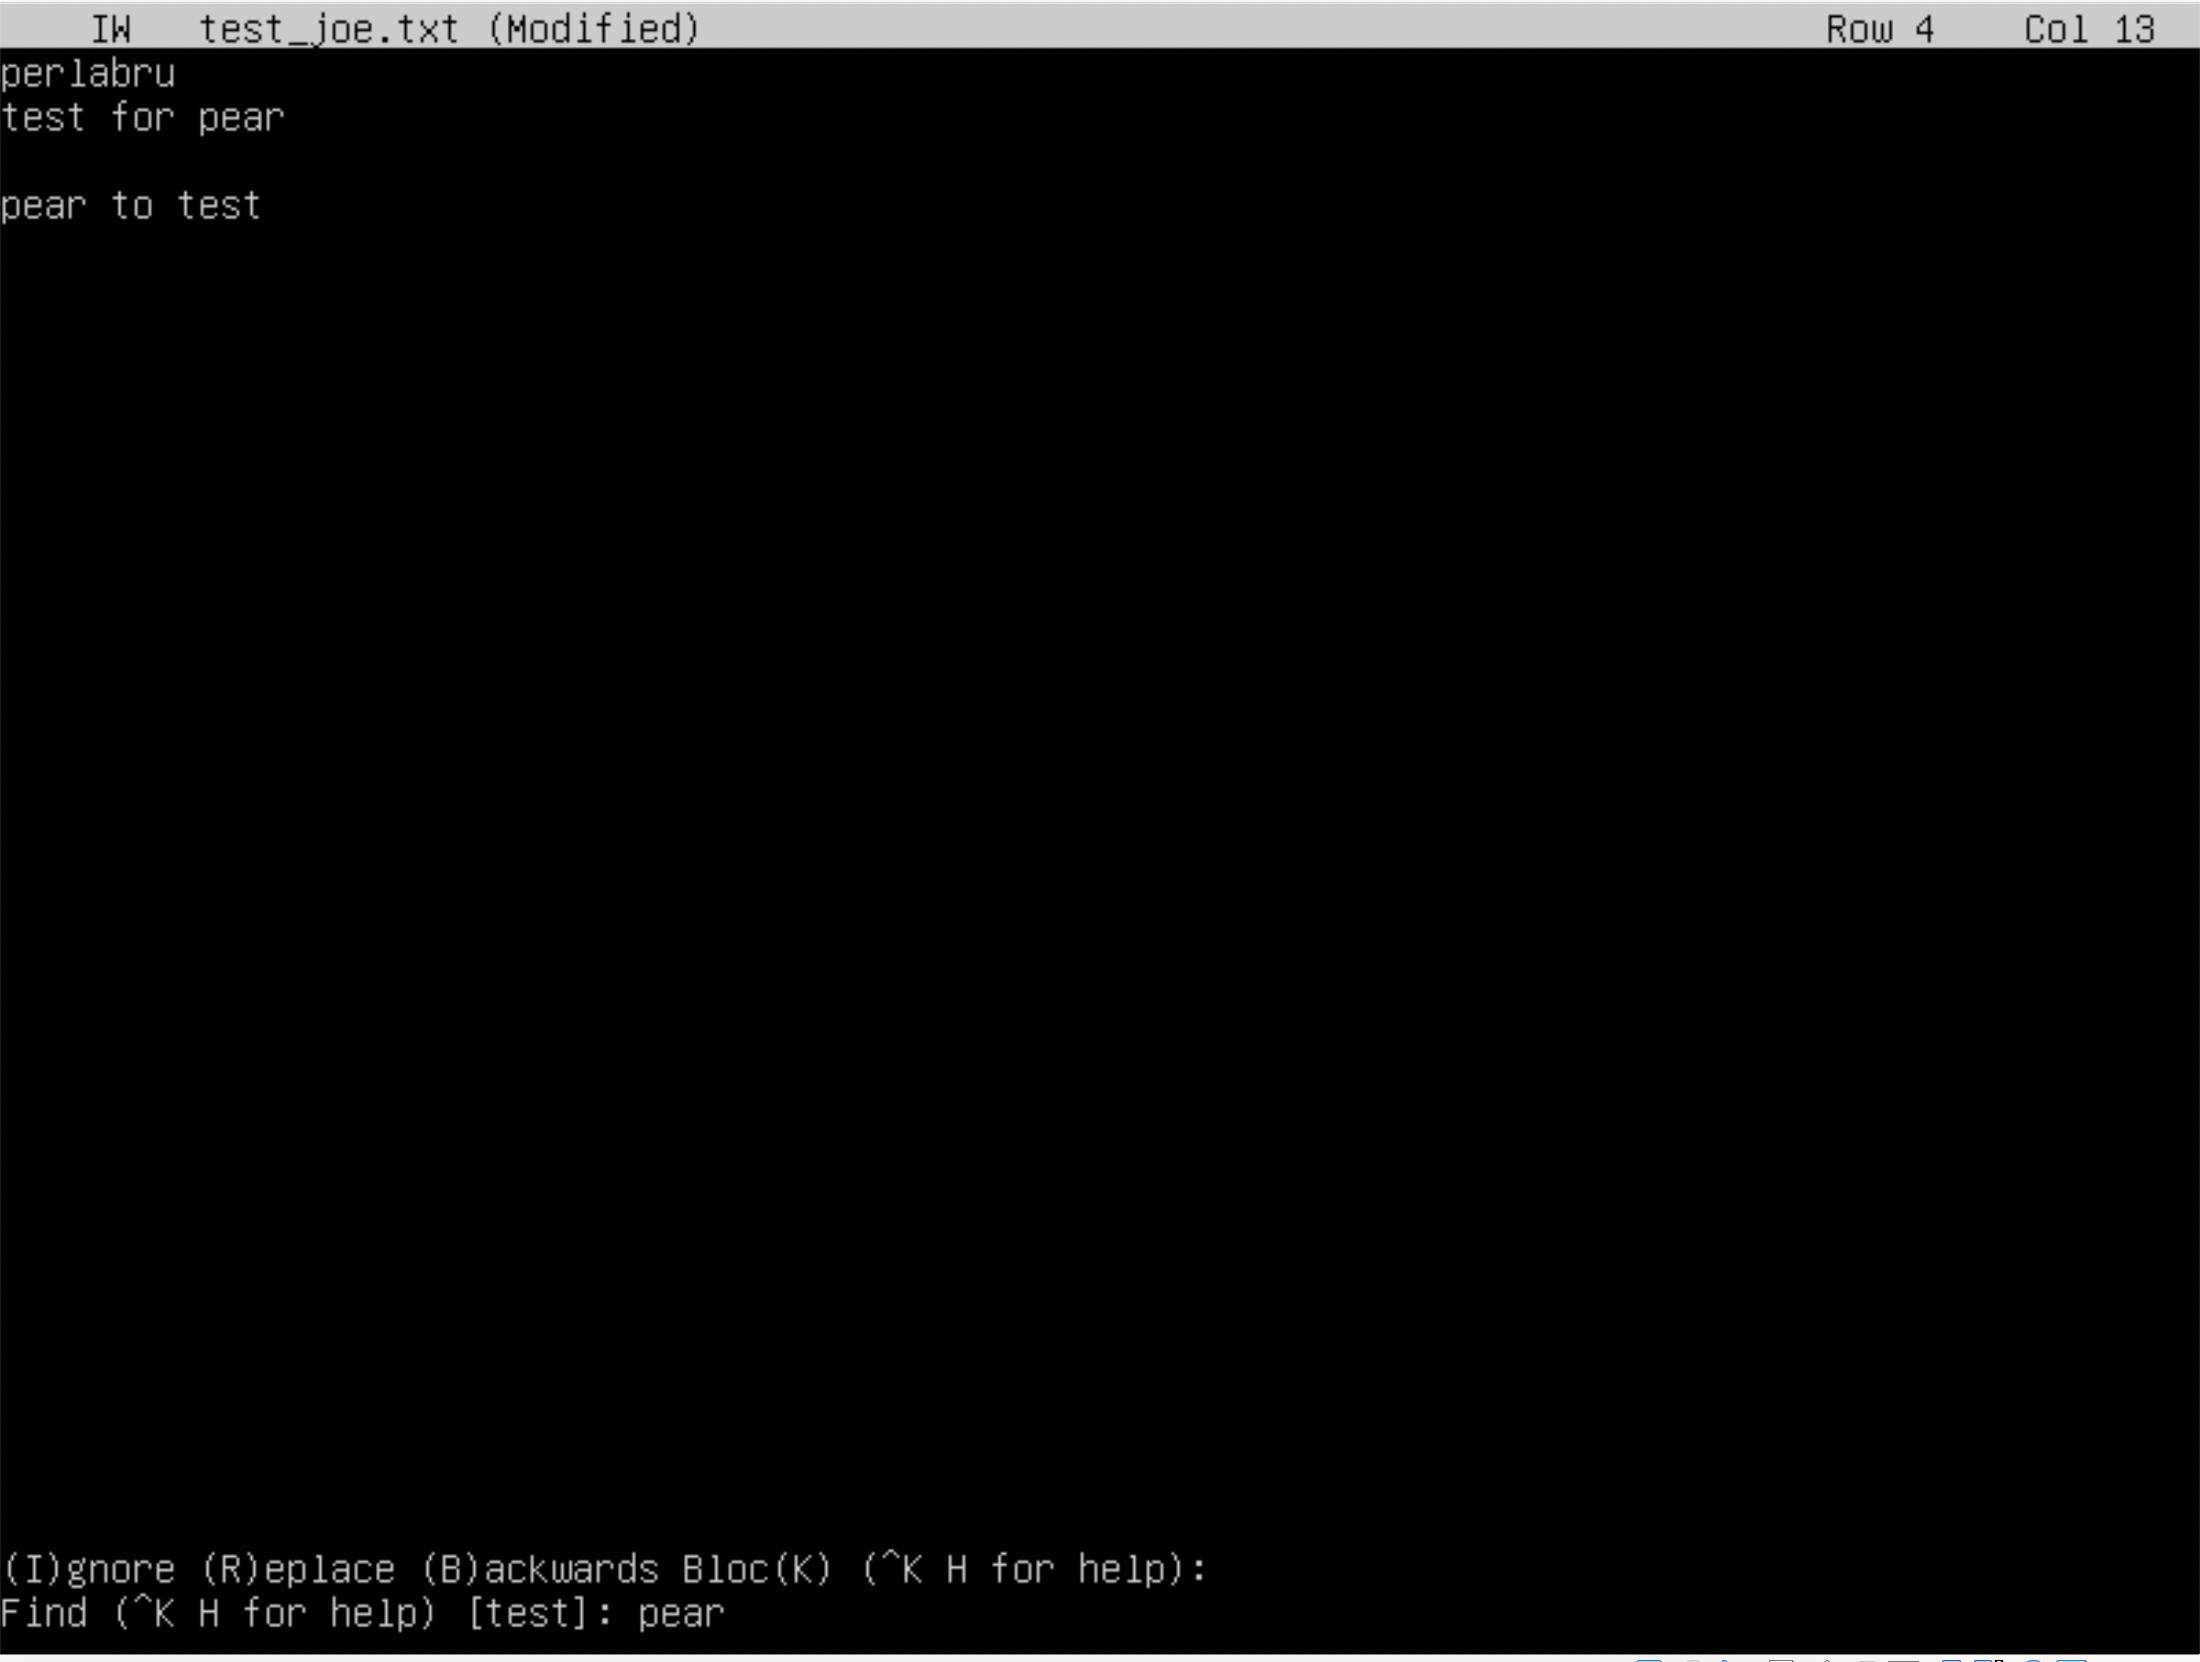 IW test_joe.txt (Modified) Row 4 Col 13
perlabru
test for pear
pear to test
(I)gnore (R)eplace (B)ackwards Bloc(K) (^K H for help):
Find (^K H for help) [test]: pear